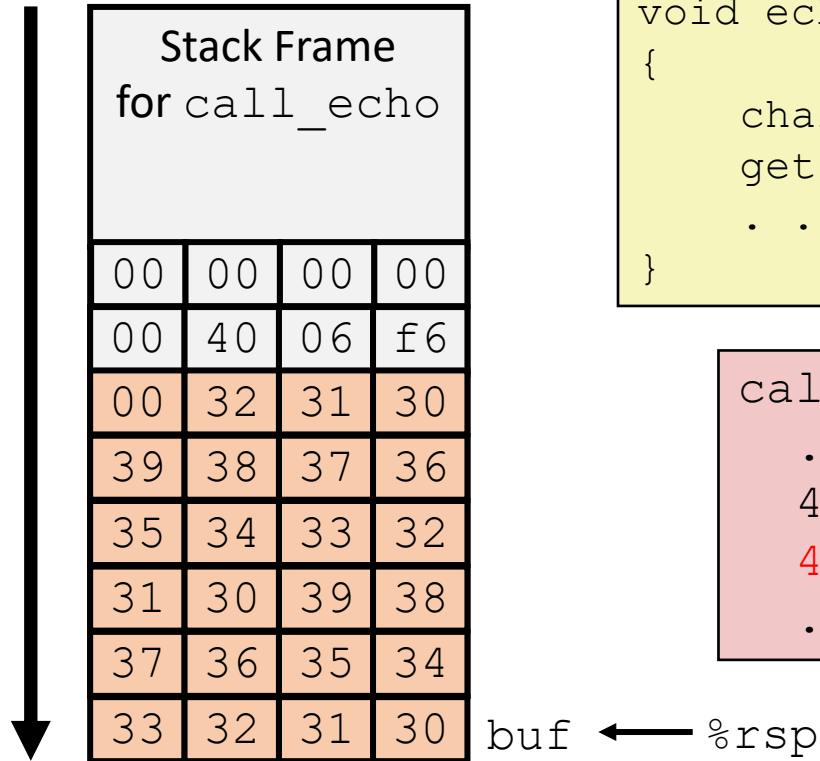 Stack Frame
for call_echo
00 00 00 00
00 40 06 f6
00 32 31 30
39 38 37 36
35 34 33 32
31 30 39 38
37 36 35 34
33 32 31 30
buf
%rsp
void ec
{
cha
get
. .
}
cal
.
4
4
.